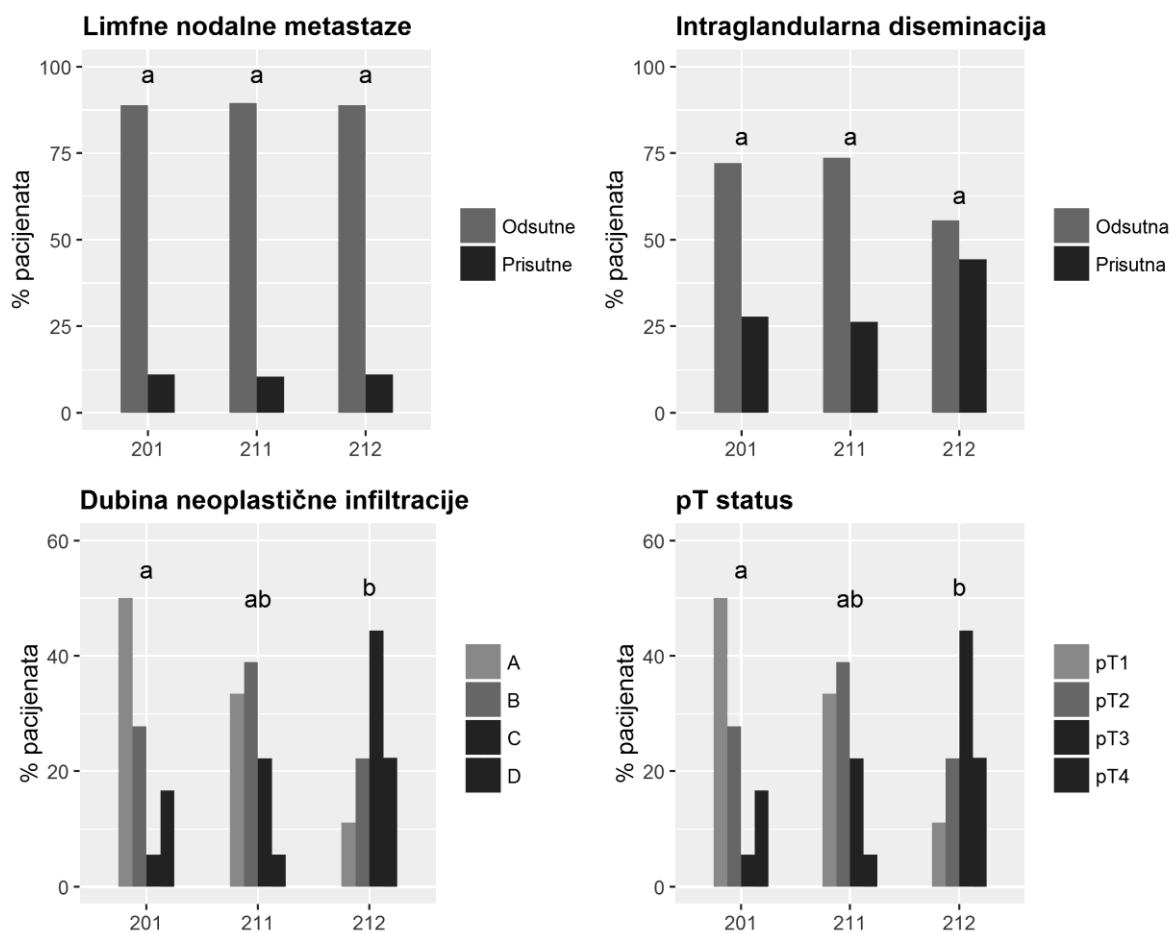 Limfne nodalne metastaze
% pacijenata
100
75
50
25
0
a a a
201 211 212
Odsutne
Prisutne
Intraglandularna diseminacija
% pacijenata
100
75
50
25
0
a a a
201 211 212
Odsutna
Prisutna
Dubina neoplastične infiltracije
% pacijenata
60
40
20
0
a ab b
201 211 212
A
B
C
D
pT status
% pacijenata
60
40
20
0
a ab b
201 211 212
pT1
pT2
pT3
pT4